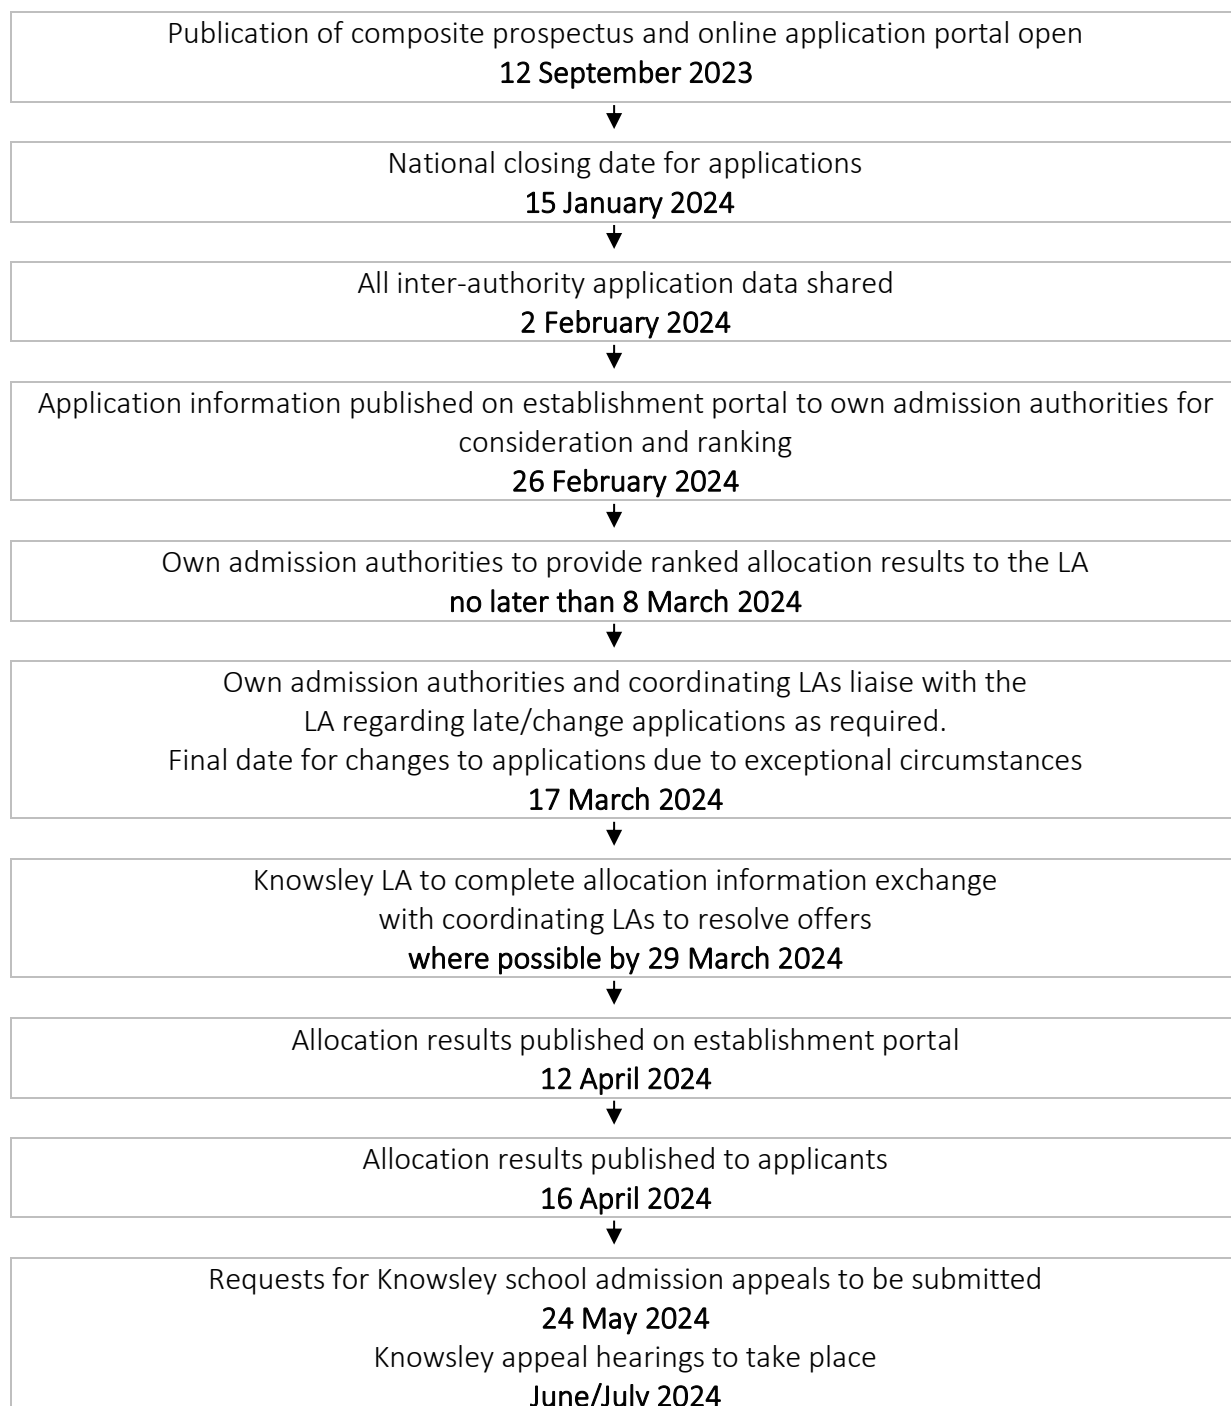 Publication of composite prospectus and online application portal open
12 September 2023
National closing date for applications
15 January 2024
All inter-authority application data shared
2 February 2024
Application information published on establishment portal to own admission authorities for
consideration and ranking
26 February 2024
Own admission authorities to provide ranked allocation results to the LA
no later than 8 March 2024
Own admission authorities and coordinating LAs liaise with the
LA regarding late/change applications as required.
Final date for changes to applications due to exceptional circumstances
17 March 2024
Knowsley LA to complete allocation information exchange
with coordinating LAs to resolve offers
where possible by 29 March 2024
Allocation results published on establishment portal
12 April 2024
Allocation results published to applicants
16 April 2024
Requests for Knowsley school admission appeals to be submitted
24 May 2024
Knowsley appeal hearings to take place
June/July 2024